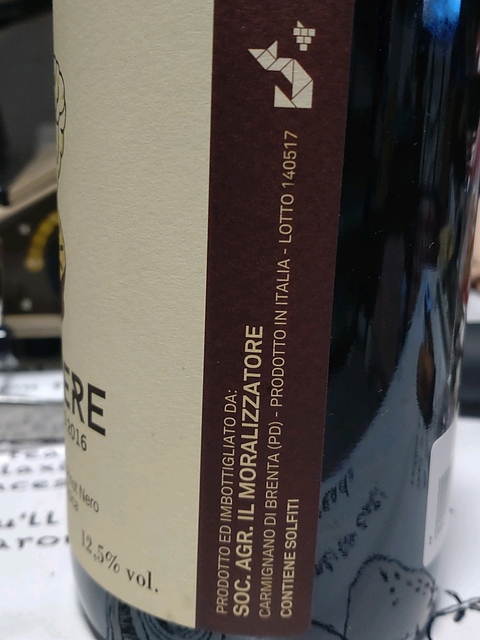 PRODOTTO ED IMBOTTIGLIATO DA:
SOC. AGR. IL MORALIZZATORE
CARMIGNANO DI BRENTA (PD) - PRODOTTO IN ITALIA - LOTTO 140517
CONTIENE SOLFITI
ERE
2016
Nero
12,5% vol.